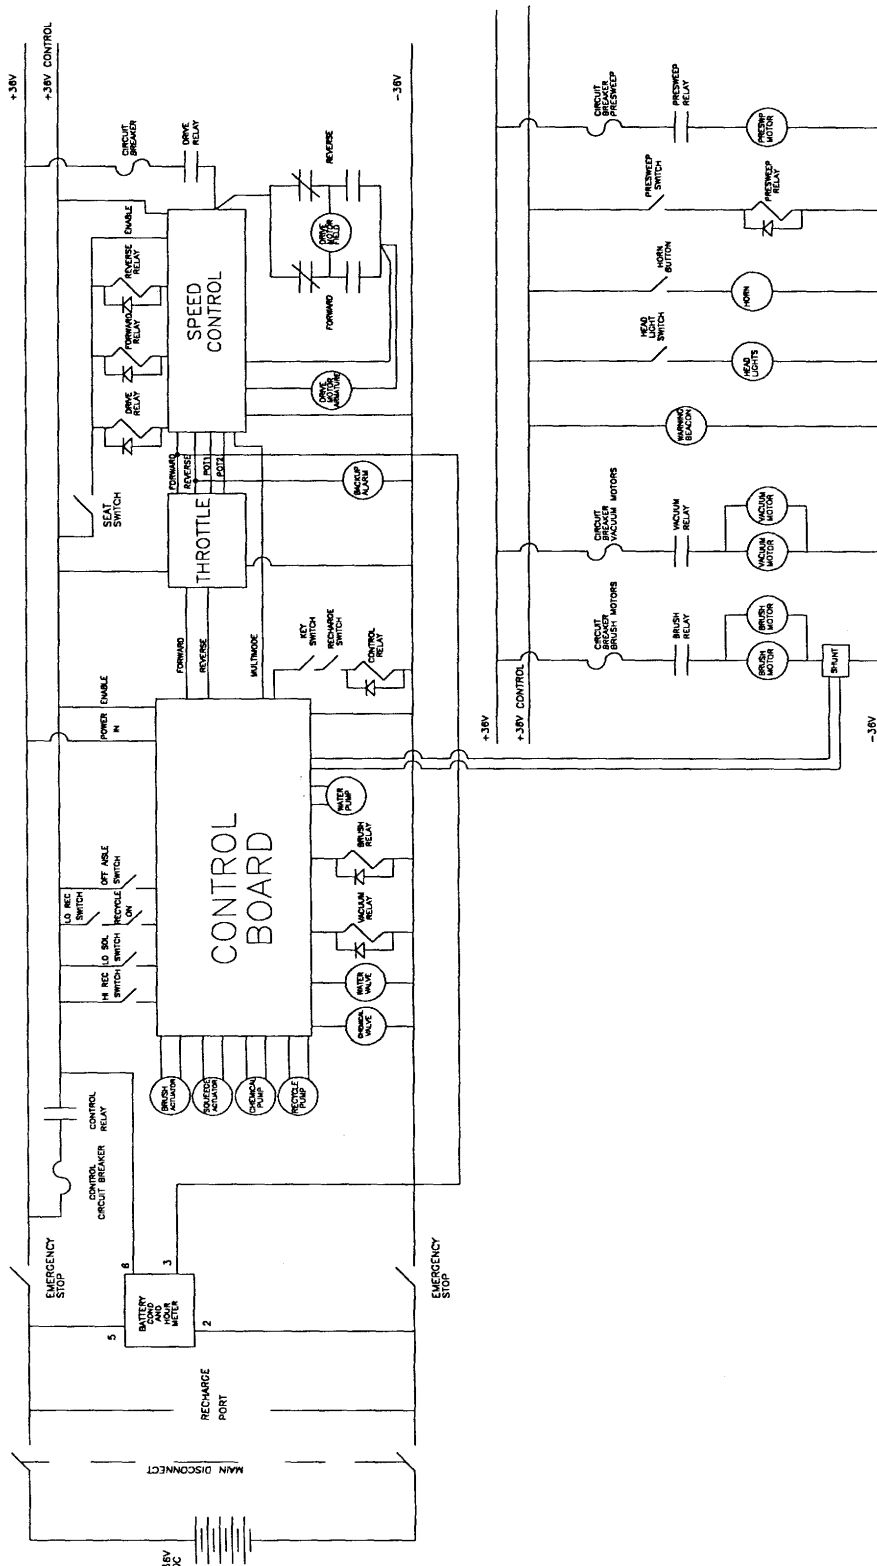 +36V
+36V CONTROL
-36V
CIRCUIT
BREAKER
DRIVE
RELAY
REVERSE
ENABLE
REVERSE
RELAY
FORWARD
RELAY
DRIVE
RELAY
SPEED
CONTROL
DRIVE
MOTOR
FIELD
FORWARD
DRIVE
MOTOR
ARMATURE
SEAT
SWITCH
FORWARD
REVERSE
POT1
POT2
BACKUP
ALARM
THROTTLE
FORWARD
REVERSE
MULTIMODE
KEY
SWITCH
RECHARGE
SWITCH
CONTROL
RELAY
ENABLE
POWER
IN
CONTROL
BOARD
OFF AISLE
SWITCH
LO REC
SWITCH
RECYCLE
ON
LO SOL
SWITCH
HI REC
SWITCH
WATER
PUMP
BRUSH
RELAY
VACUUM
RELAY
WATER
VALVE
CHEMICAL
VALVE
BRUSH
ACTUATOR
SQUEEGE
ACTUATOR
CHEMICAL
PUMP
RECYCLE
PUMP
CONTROL
RELAY
CONTROL
CIRCUIT BREAKER
EMERGENCY
STOP
6
3
5
2
BATTERY
COND
AND
HOUR
METER
EMERGENCY
STOP
RECHARGE
PORT
MAIN DISCONNECT
36V
DC
CIRCUIT
BREAKER
PRESWEEP
PRESWEEP
RELAY
PRESWP
MOTOR
PRESWEEP
SWITCH
PRESWEEP
RELAY
HORN
BUTTON
HORN
HEAD
LIGHT
SWITCH
HEAD
LIGHTS
WARNING
BEACON
CIRCUIT
BREAKER
VACUUM MOTORS
VACUUM
RELAY
VACUUM
MOTOR
VACUUM
MOTOR
CIRCUIT
BREAKER
BRUSH MOTORS
BRUSH
RELAY
BRUSH
MOTOR
BRUSH
MOTOR
SHUNT
+36V
+36V CONTROL
-36V